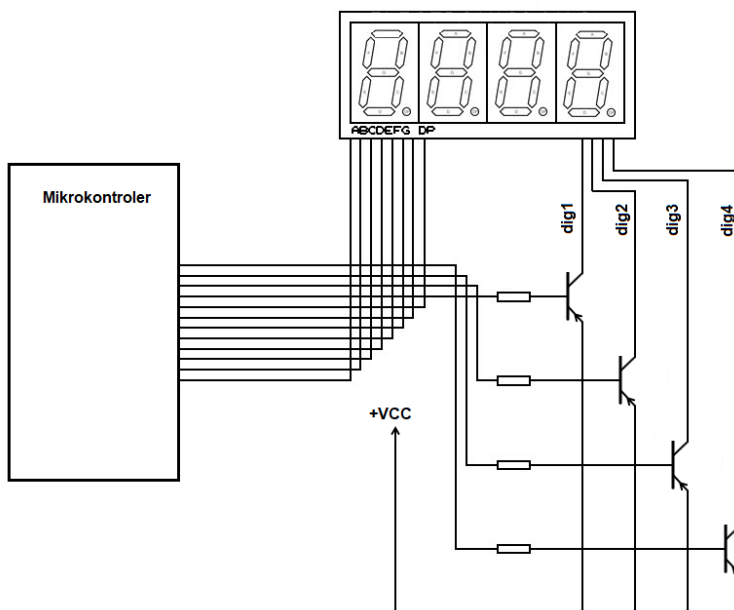 ABCDEFG DP
Mikrokontroler
dig1
dig2
dig3
dig4
+VCC